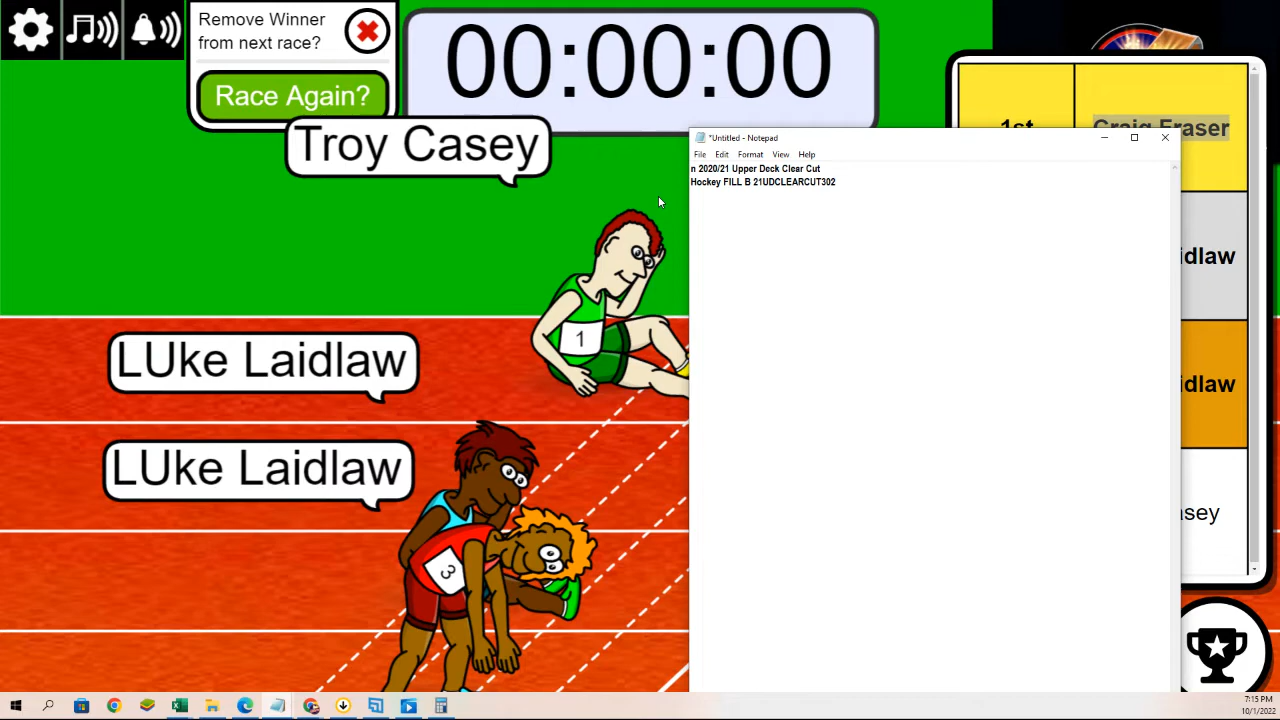 Remove Winner
from next race?
Race Again?
00:00:00
Troy Casey
LUke Laidlaw
LUke Laidlaw
1
3
*Untitled - Notepad
File Edit Format View Help
n 2020/21 Upper Deck Clear Cut
Hockey FILL B 21UDCLEARCUT302
1st Craig Fraser
idlaw
idlaw
asey
7:15 PM
10/1/2022